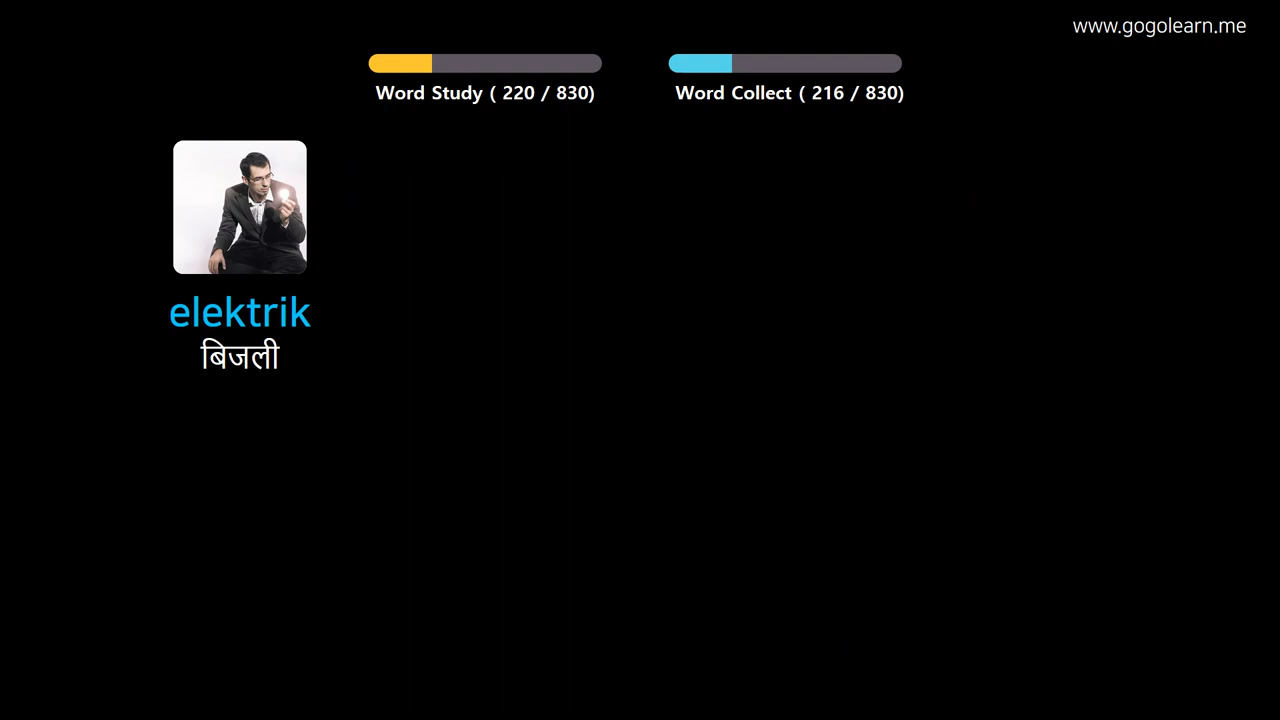 www.gogolearn.me
Word Study ( 220 / 830)
Word Collect ( 216 / 830)
elektrik
बिजली